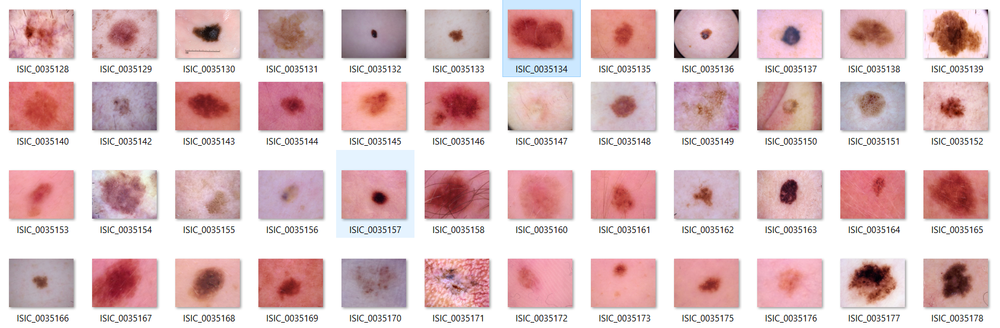 ISIC_0035128 ISIC_0035129 ISIC_0035130 ISIC_0035131 ISIC_0035132 ISIC_0035133 ISIC_0035134 ISIC_0035135 ISIC_0035136 ISIC_0035137 ISIC_0035138 ISIC_0035139
ISIC_0035140 ISIC_0035142 ISIC_0035143 ISIC_0035144 ISIC_0035145 ISIC_0035146 ISIC_0035147 ISIC_0035148 ISIC_0035149 ISIC_0035150 ISIC_0035151 ISIC_0035152
ISIC_0035153 ISIC_0035154 ISIC_0035155 ISIC_0035156 ISIC_0035157 ISIC_0035158 ISIC_0035160 ISIC_0035161 ISIC_0035162 ISIC_0035163 ISIC_0035164 ISIC_0035165
ISIC_0035166 ISIC_0035167 ISIC_0035168 ISIC_0035169 ISIC_0035170 ISIC_0035171 ISIC_0035172 ISIC_0035173 ISIC_0035175 ISIC_0035176 ISIC_0035177 ISIC_0035178